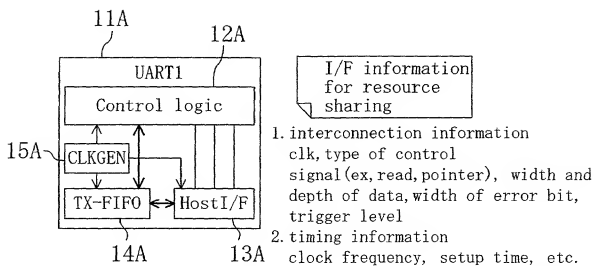 11A
12A
UART1
Control logic
15A
CLKGEN
TX-FIFO
HostI/F
14A
13A
I/F information
for resource
sharing
1. interconnection information
clk, type of control
signal(ex, read, pointer), width and
depth of data, width of error bit,
trigger level
2. timing information
clock frequency, setup time, etc.